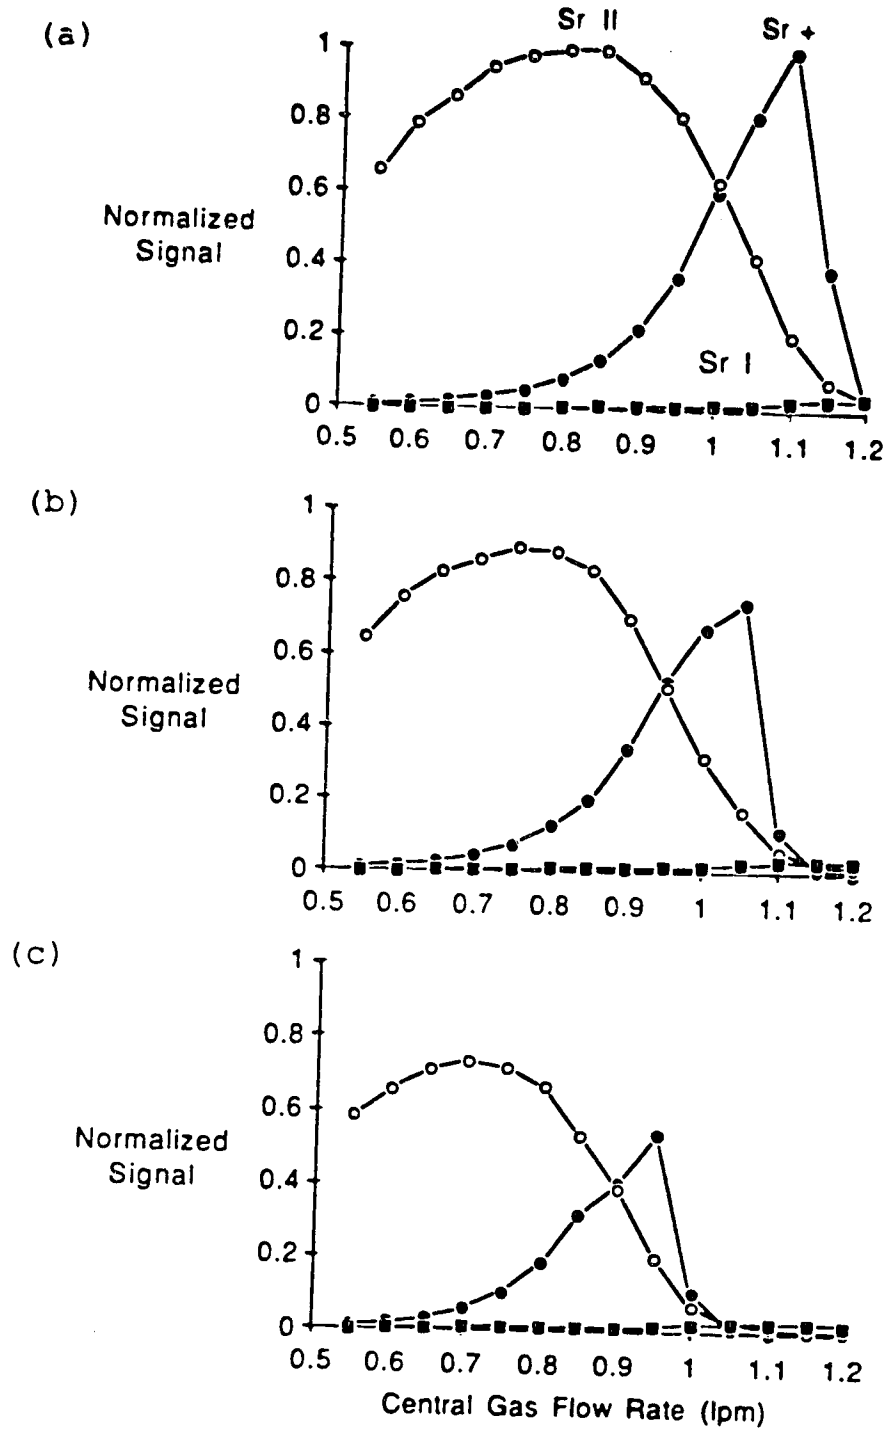 (a)
Sr II
Sr +
1
0.8
0.6
Normalized
Signal
0.4
0.2
Sr I
0
0.5 0.6 0.7 0.8 0.9 1 1.1 1.2
(b)
1
0.8
0.6
Normalized
Signal
0.4
0.2
0
0.5 0.6 0.7 0.8 0.9 1 1.1 1.2
(c)
1
0.8
0.6
Normalized
Signal
0.4
0.2
0
0.5 0.6 0.7 0.8 0.9 1 1.1 1.2
Central Gas Flow Rate (lpm)